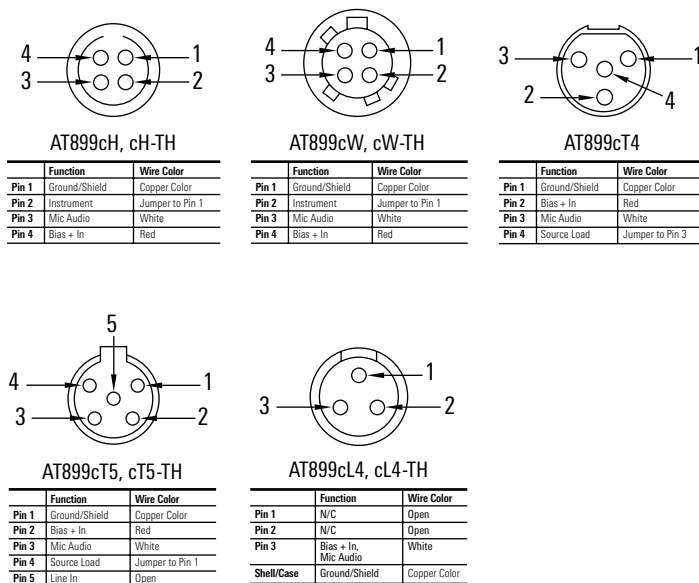 4 1
3 2
AT899cH, cH-TH
Function Wire Color
Pin 1 Ground/Shield Copper Color
Pin 2 Instrument Jumper to Pin 1
Pin 3 Mic Audio White
Pin 4 Bias + In Red
4 1
3 2
AT899cW, cW-TH
Function Wire Color
Pin 1 Ground/Shield Copper Color
Pin 2 Instrument Jumper to Pin 1
Pin 3 Mic Audio White
Pin 4 Bias + In Red
3 1
2 4
AT899cT4
Function Wire Color
Pin 1 Ground/Shield Copper Color
Pin 2 Bias + In Red
Pin 3 Mic Audio White
Pin 4 Source Load Jumper to Pin 3
5
4 1
3 2
AT899cT5, cT5-TH
Function Wire Color
Pin 1 Ground/Shield Copper Color
Pin 2 Bias + In Red
Pin 3 Mic Audio White
Pin 4 Source Load Jumper to Pin 1
Pin 5 Line In Open
1
3 2
AT899cL4, cL4-TH
Function Wire Color
Pin 1 N/C Open
Pin 2 N/C Open
Pin 3 Bias + In, White
Mic Audio
Shell/Case Ground/Shield Copper Color